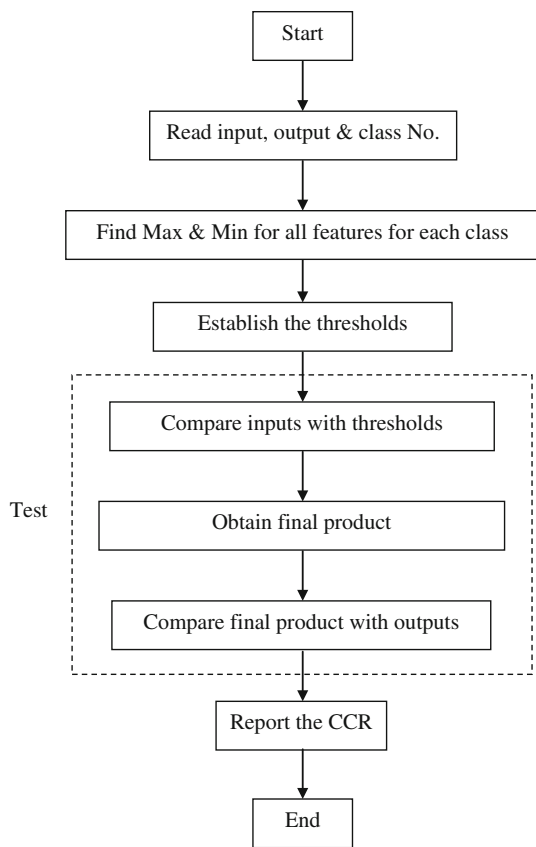 Start
Read input, output & class No.
Find Max & Min for all features for each class
Establish the thresholds
Compare inputs with thresholds
Test
Obtain final product
Compare final product with outputs
Report the CCR
End